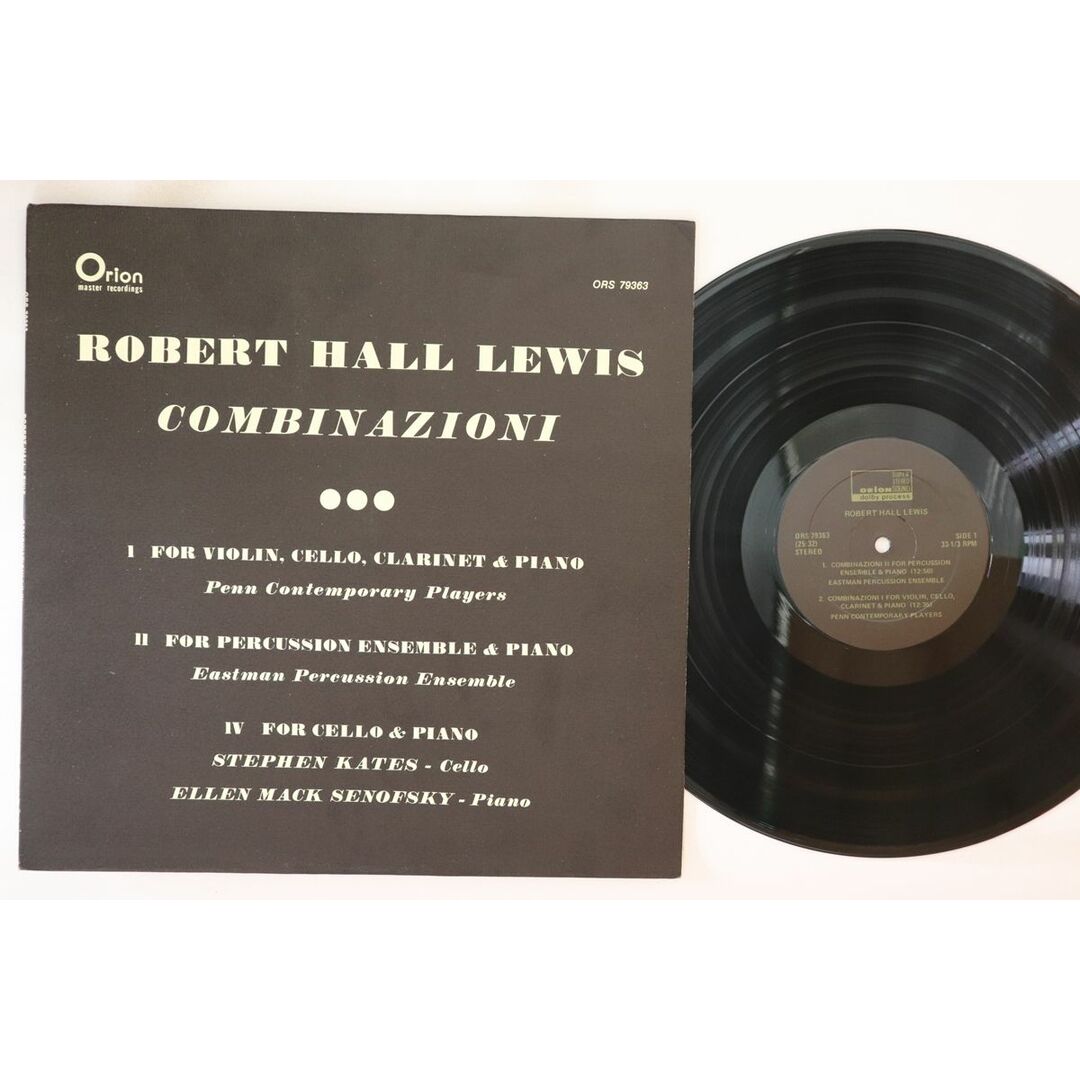 Orion
master recordings
ORS 79363
ROBERT HALL LEWIS
COMBINAZIONI
I FOR VIOLIN, CELLO, CLARINET & PIANO
Penn Contemporary Players
II FOR PERCUSSION ENSEMBLE & PIANO
Eastman Percussion Ensemble
IV FOR CELLO & PIANO
STEPHEN KATES - Cello
ELLEN MACK SENOFSKY - Piano
ORION
STEREO
SOUND
dolby process
ROBERT HALL LEWIS
ORS 79363
(25:32)
STEREO
SIDE 1
33 1/3 RPM
1. COMBINAZIONI II FOR PERCUSSION
ENSEMBLE & PIANO (12:56)
EASTMAN PERCUSSION ENSEMBLE
2. COMBINAZIONI I FOR VIOLIN, CELLO,
CLARINET & PIANO
PENN CONTEMPORARY PLAYERS